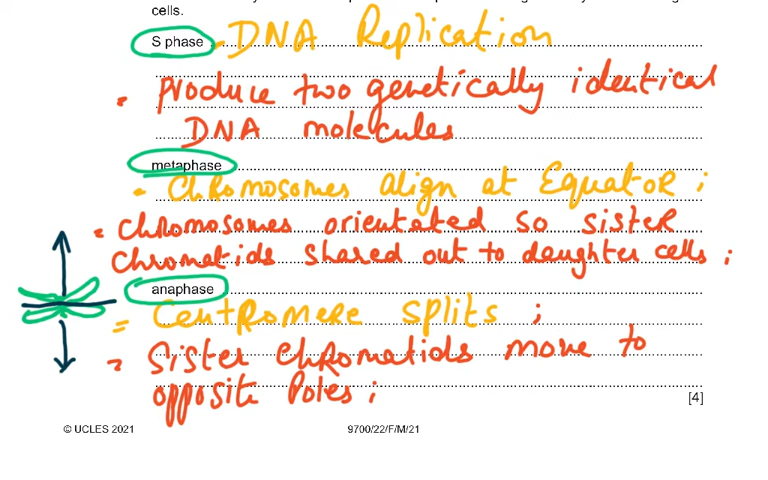 cells.
S phase - DNA Replication
• Produce two genetically identical
DNA molecules
metaphase
• Chromosomes align at Equator ;
• Chromosomes orientated so sister
Chromatids shared out to daughter cells ;
anaphase
= Centromere splits ;
Sister chromatids move to
opposite Poles ;
[4]
© UCLES 2021 9700/22/F/M/21